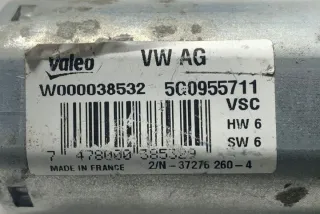 Valeo VW AG
W000038532 5G0955711
VSC
HW 6
SW 6
7 478000 385329
MADE IN FRANCE 2/N - 37276 260 - 4